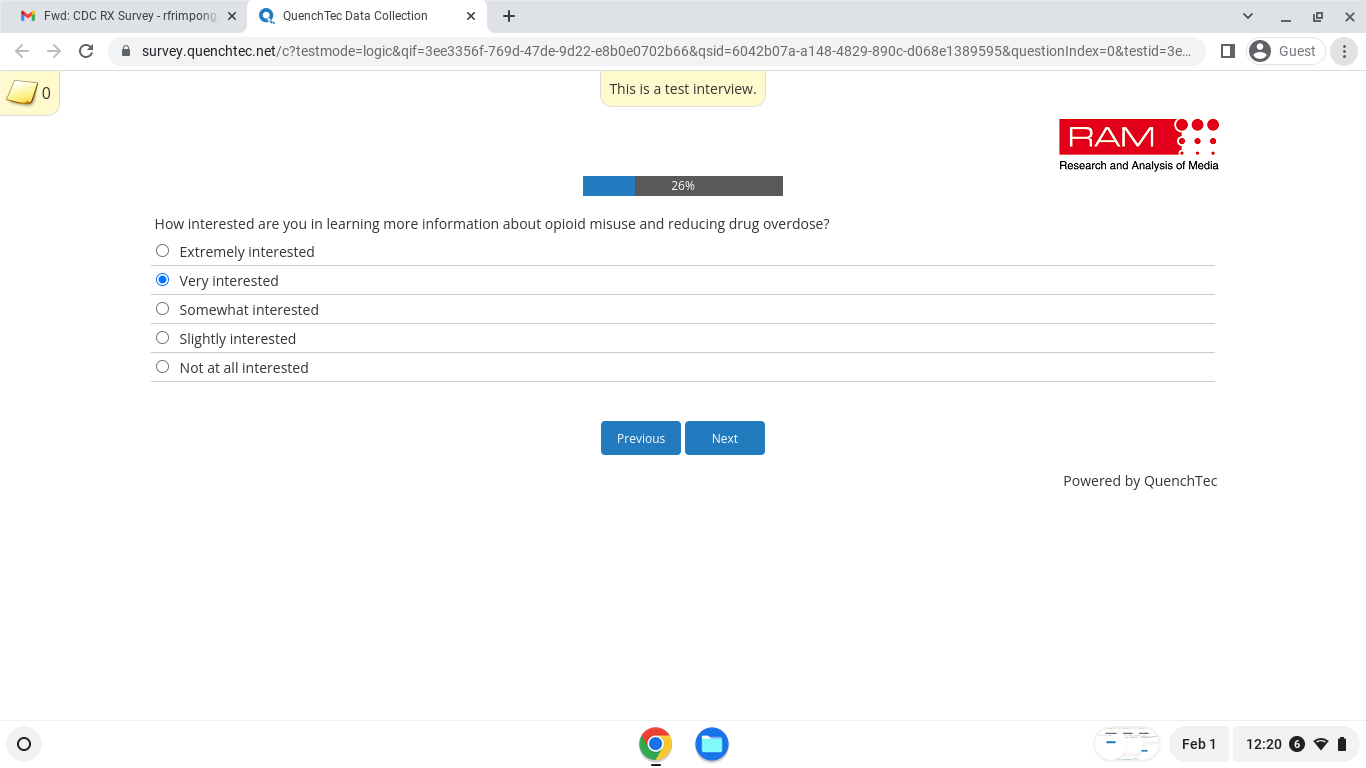 Fwd: CDC RX Survey - rfrimpong
QuenchTec Data Collection
survey.quenchtec.net/c?testmode=logic&qif=3ee3356f-769d-47de-9d22-e8b0e0702b66&qsid=6042b07a-a148-4829-890c-d068e1389595&questionIndex=0&testid=3e...
Guest
0
This is a test interview.
RAM
Research and Analysis of Media
26%
How interested are you in learning more information about opioid misuse and reducing drug overdose?
Extremely interested
Very interested
Somewhat interested
Slightly interested
Not at all interested
Previous
Next
Powered by QuenchTec
Feb 1
12:20
6